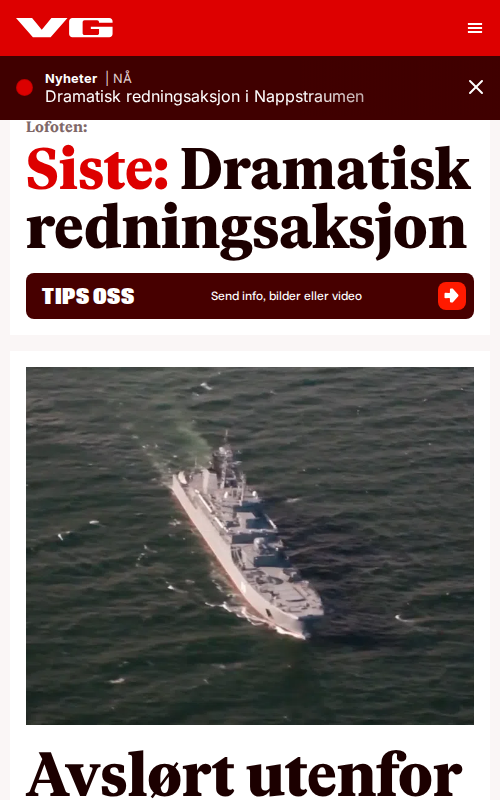 VG
Nyheter | NÅ
Dramatisk redningsaksjon i Nappstraumen
Lofoten:
Siste: Dramatisk
redningsaksjon
TIPS OSS
Send info, bilder eller video
Avslørt utenfor